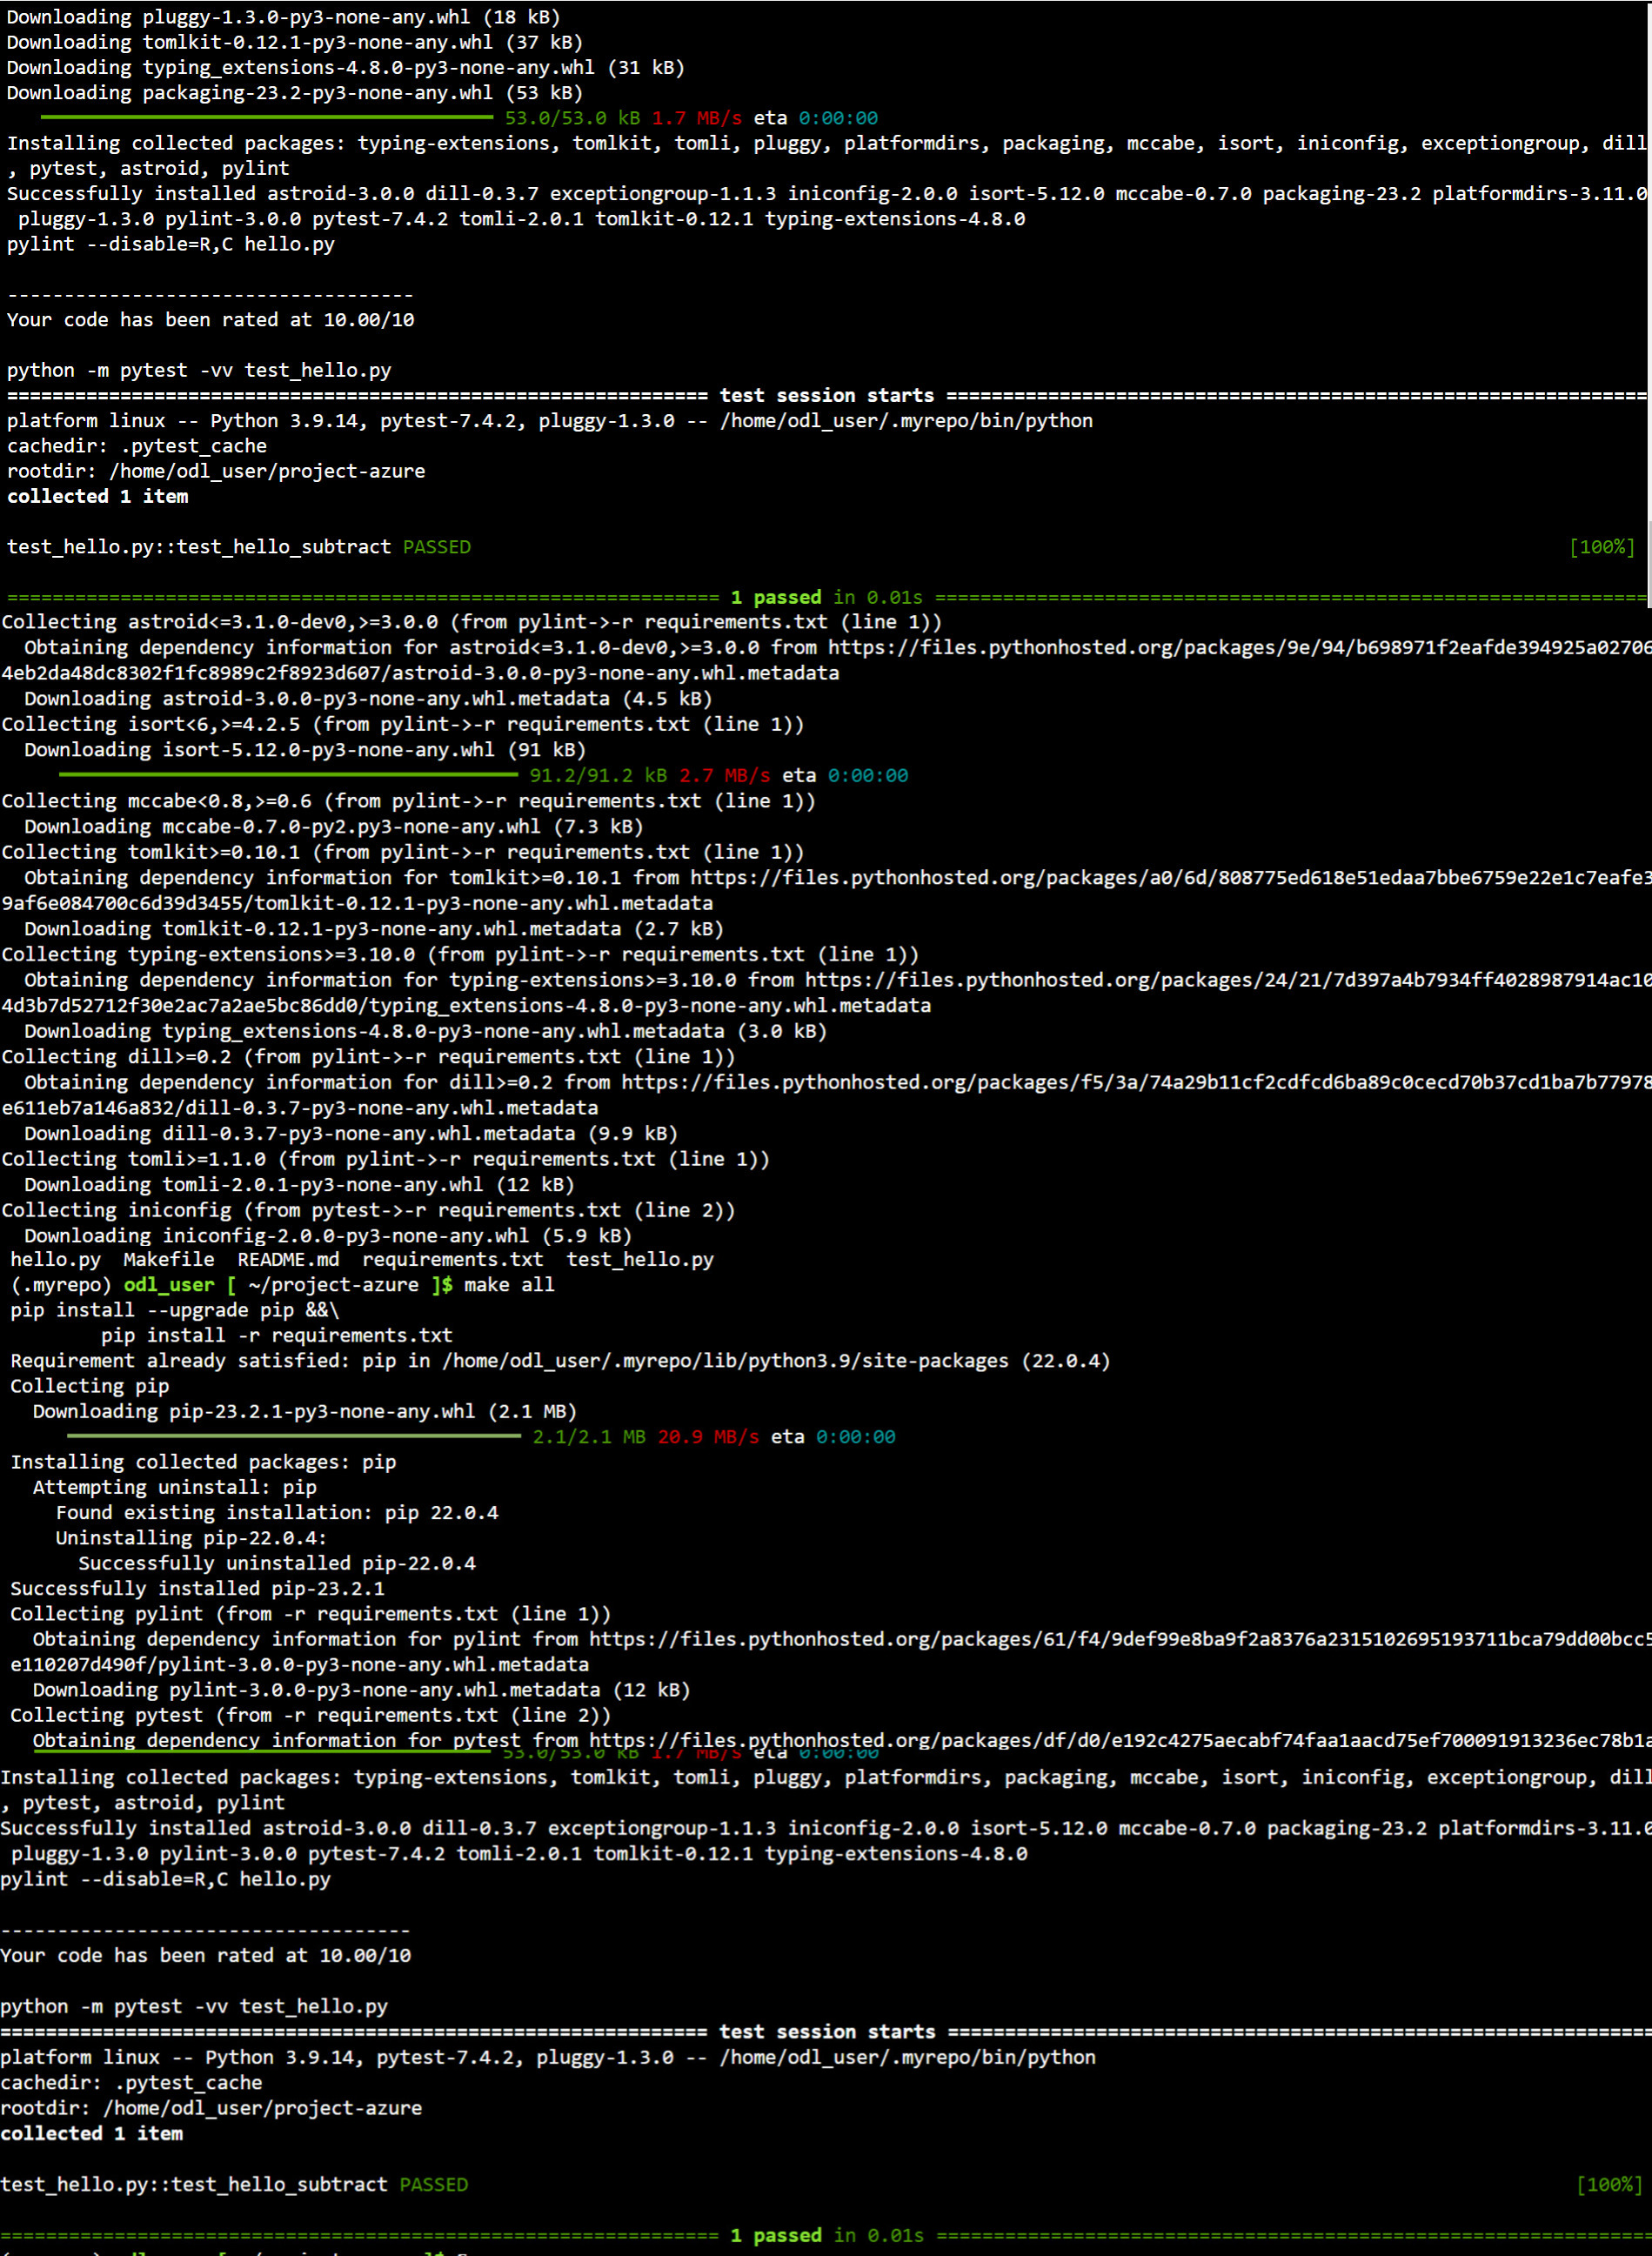 Downloading pluggy-1.3.0-py3-none-any.whl (18 kB)
Downloading tomlkit-0.12.1-py3-none-any.whl (37 kB)
Downloading typing_extensions-4.8.0-py3-none-any.whl (31 kB)
Downloading packaging-23.2-py3-none-any.whl (53 kB)
53.0/53.0 kB 1.7 MB/s eta 0:00:00
Installing collected packages: typing-extensions, tomlkit, tomli, pluggy, platformdirs, packaging, mccabe, isort, iniconfig, exceptiongroup, dill
, pytest, astroid, pylint
Successfully installed astroid-3.0.0 dill-0.3.7 exceptiongroup-1.1.3 iniconfig-2.0.0 isort-5.12.0 mccabe-0.7.0 packaging-23.2 platformdirs-3.11.0
pluggy-1.3.0 pylint-3.0.0 pytest-7.4.2 tomli-2.0.1 tomlkit-0.12.1 typing-extensions-4.8.0
pylint --disable=R,C hello.py
------------------------------------
Your code has been rated at 10.00/10
python -m pytest -vv test_hello.py
============================================================== test session starts ==============================================================
platform linux -- Python 3.9.14, pytest-7.4.2, pluggy-1.3.0 -- /home/odl_user/.myrepo/bin/python
cachedir: .pytest_cache
rootdir: /home/odl_user/project-azure
collected 1 item
test_hello.py::test_hello_subtract PASSED [100%]
=============================================================== 1 passed in 0.01s ===============================================================
Collecting astroid<=3.1.0-dev0,>=3.0.0 (from pylint->-r requirements.txt (line 1))
Obtaining dependency information for astroid<=3.1.0-dev0,>=3.0.0 from https://files.pythonhosted.org/packages/9e/94/b698971f2eafde394925a02706
4eb2da48dc8302f1fc8989c2f8923d607/astroid-3.0.0-py3-none-any.whl.metadata
Downloading astroid-3.0.0-py3-none-any.whl.metadata (4.5 kB)
Collecting isort<6,>=4.2.5 (from pylint->-r requirements.txt (line 1))
Downloading isort-5.12.0-py3-none-any.whl (91 kB)
91.2/91.2 kB 2.7 MB/s eta 0:00:00
Collecting mccabe<0.8,>=0.6 (from pylint->-r requirements.txt (line 1))
Downloading mccabe-0.7.0-py2.py3-none-any.whl (7.3 kB)
Collecting tomlkit>=0.10.1 (from pylint->-r requirements.txt (line 1))
Obtaining dependency information for tomlkit>=0.10.1 from https://files.pythonhosted.org/packages/a0/6d/808775ed618e51edaa7bbe6759e22e1c7eafe3
9af6e084700c6d39d3455/tomlkit-0.12.1-py3-none-any.whl.metadata
Downloading tomlkit-0.12.1-py3-none-any.whl.metadata (2.7 kB)
Collecting typing-extensions>=3.10.0 (from pylint->-r requirements.txt (line 1))
Obtaining dependency information for typing-extensions>=3.10.0 from https://files.pythonhosted.org/packages/24/21/7d397a4b7934ff4028987914ac10
4d3b7d52712f30e2ac7a2ae5bc86dd0/typing_extensions-4.8.0-py3-none-any.whl.metadata
Downloading typing_extensions-4.8.0-py3-none-any.whl.metadata (3.0 kB)
Collecting dill>=0.2 (from pylint->-r requirements.txt (line 1))
Obtaining dependency information for dill>=0.2 from https://files.pythonhosted.org/packages/f5/3a/74a29b11cf2cdfcd6ba89c0cecd70b37cd1ba7b77978
e611eb7a146a832/dill-0.3.7-py3-none-any.whl.metadata
Downloading dill-0.3.7-py3-none-any.whl.metadata (9.9 kB)
Collecting tomli>=1.1.0 (from pylint->-r requirements.txt (line 1))
Downloading tomli-2.0.1-py3-none-any.whl (12 kB)
Collecting iniconfig (from pytest->-r requirements.txt (line 2))
Downloading iniconfig-2.0.0-py3-none-any.whl (5.9 kB)
hello.py Makefile README.md requirements.txt test_hello.py
(.myrepo) odl_user [ ~/project-azure ]$ make all
pip install --upgrade pip &&\
pip install -r requirements.txt
Requirement already satisfied: pip in /home/odl_user/.myrepo/lib/python3.9/site-packages (22.0.4)
Collecting pip
Downloading pip-23.2.1-py3-none-any.whl (2.1 MB)
2.1/2.1 MB 20.9 MB/s eta 0:00:00
Installing collected packages: pip
Attempting uninstall: pip
Found existing installation: pip 22.0.4
Uninstalling pip-22.0.4:
Successfully uninstalled pip-22.0.4
Successfully installed pip-23.2.1
Collecting pylint (from -r requirements.txt (line 1))
Obtaining dependency information for pylint from https://files.pythonhosted.org/packages/61/f4/9def99e8ba9f2a8376a2315102695193711bca79dd00bcc5
e110207d490f/pylint-3.0.0-py3-none-any.whl.metadata
Downloading pylint-3.0.0-py3-none-any.whl.metadata (12 kB)
Collecting pytest (from -r requirements.txt (line 2))
Obtaining dependency information for pytest from https://files.pythonhosted.org/packages/df/d0/e192c4275aecabf74faa1aacd75ef700091913236ec78b1a
53.0/53.0 kB 1.7 MB/s eta 0:00:00
Installing collected packages: typing-extensions, tomlkit, tomli, pluggy, platformdirs, packaging, mccabe, isort, iniconfig, exceptiongroup, dill
, pytest, astroid, pylint
Successfully installed astroid-3.0.0 dill-0.3.7 exceptiongroup-1.1.3 iniconfig-2.0.0 isort-5.12.0 mccabe-0.7.0 packaging-23.2 platformdirs-3.11.0
pluggy-1.3.0 pylint-3.0.0 pytest-7.4.2 tomli-2.0.1 tomlkit-0.12.1 typing-extensions-4.8.0
pylint --disable=R,C hello.py
------------------------------------
Your code has been rated at 10.00/10
python -m pytest -vv test_hello.py
============================================================== test session starts ==============================================================
platform linux -- Python 3.9.14, pytest-7.4.2, pluggy-1.3.0 -- /home/odl_user/.myrepo/bin/python
cachedir: .pytest_cache
rootdir: /home/odl_user/project-azure
collected 1 item
test_hello.py::test_hello_subtract PASSED [100%]
=============================================================== 1 passed in 0.01s ===============================================================